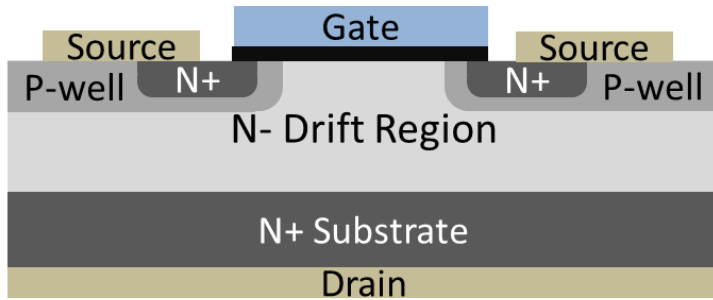 Gate
Source
Source
P-well
N+
N+
P-well
N- Drift Region
N+ Substrate
Drain